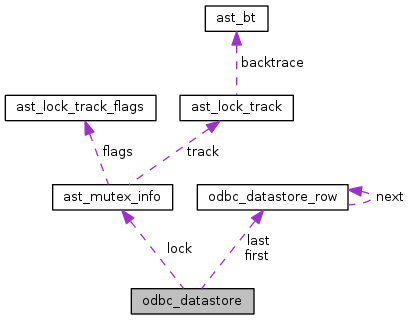 ast_bt
backtrace
ast_lock_track_flags
ast_lock_track
flags
track
ast_mutex_info
odbc_datastore_row
next
lock
last
first
odbc_datastore